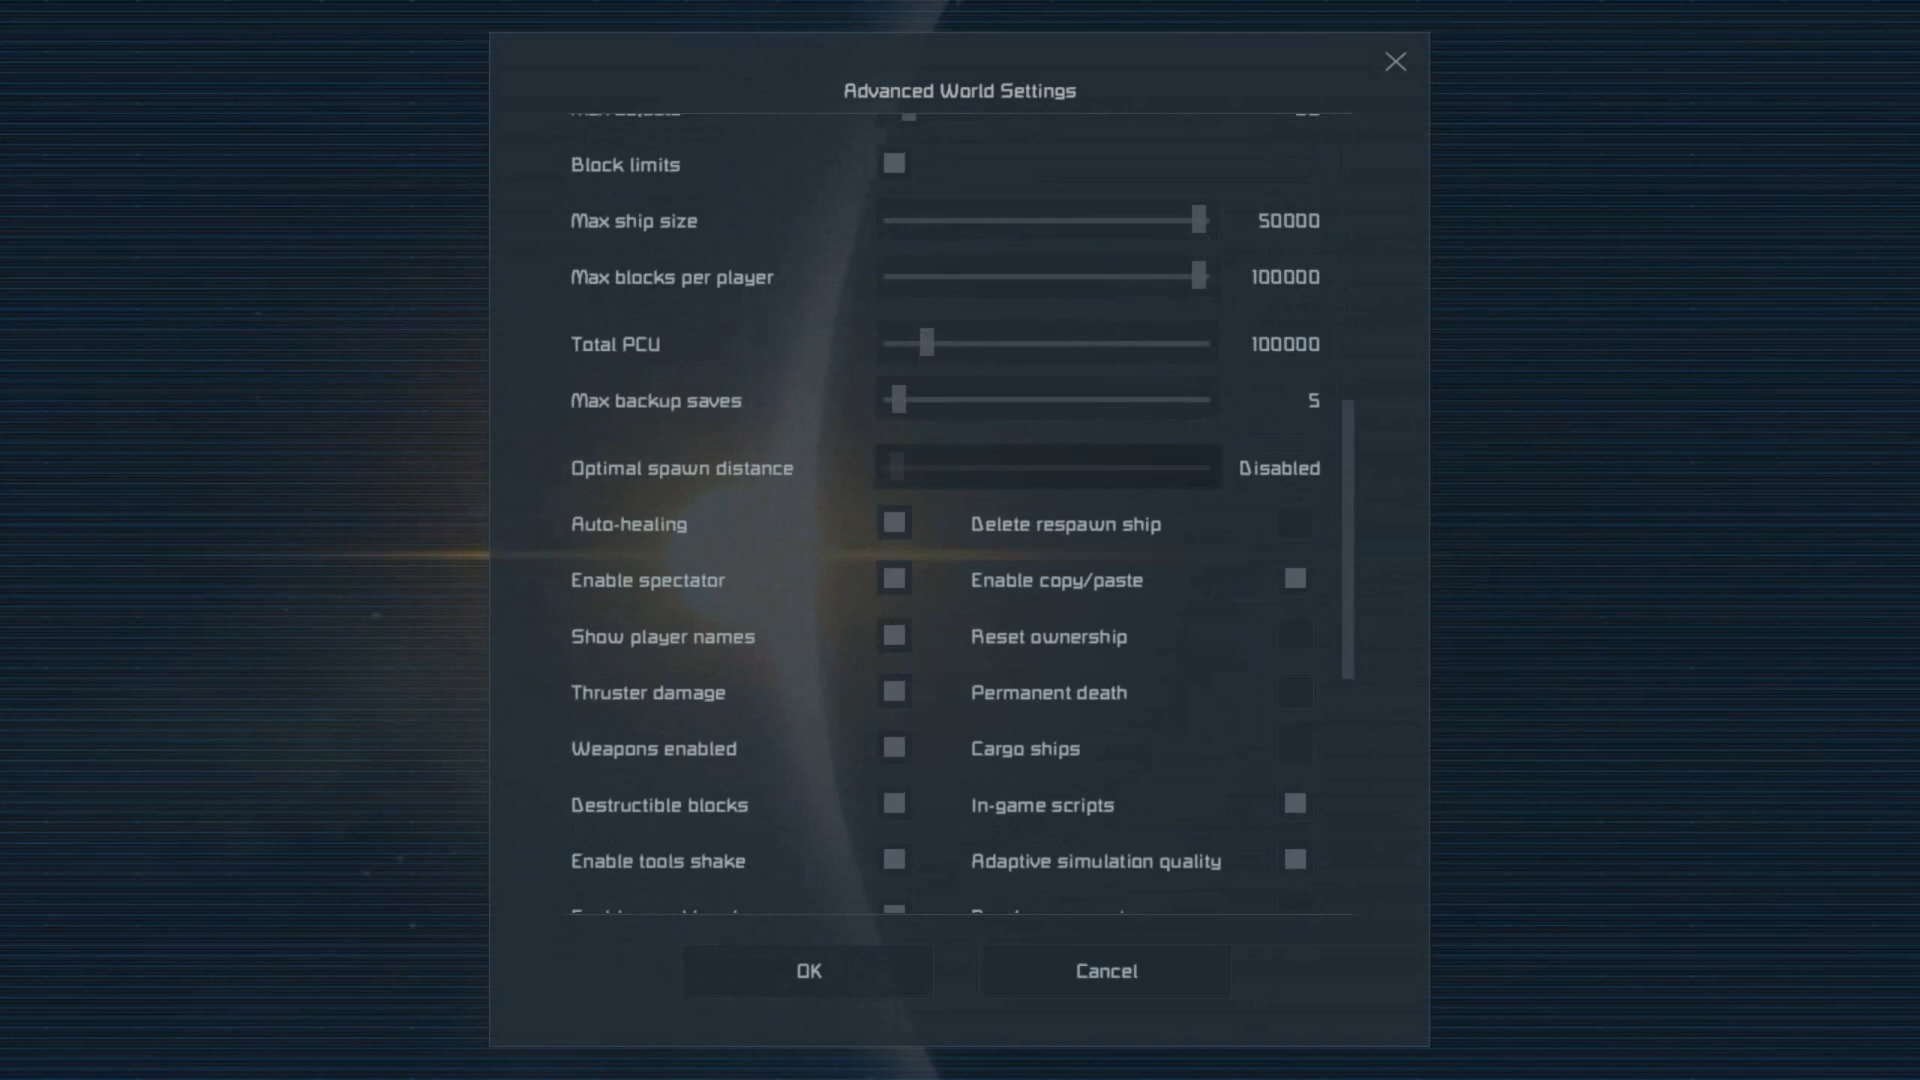 Advanced World Settings
Block limits
Max ship size 50000
Max blocks per player 100000
Total PCU 100000
Max backup saves 5
Optimal spawn distance Disabled
Auto-healing Delete respawn ship
Enable spectator Enable copy/paste
Show player names Reset ownership
Thruster damage Permanent death
Weapons enabled Cargo ships
Destructible blocks In-game scripts
Enable tools shake Adaptive simulation quality
OK Cancel